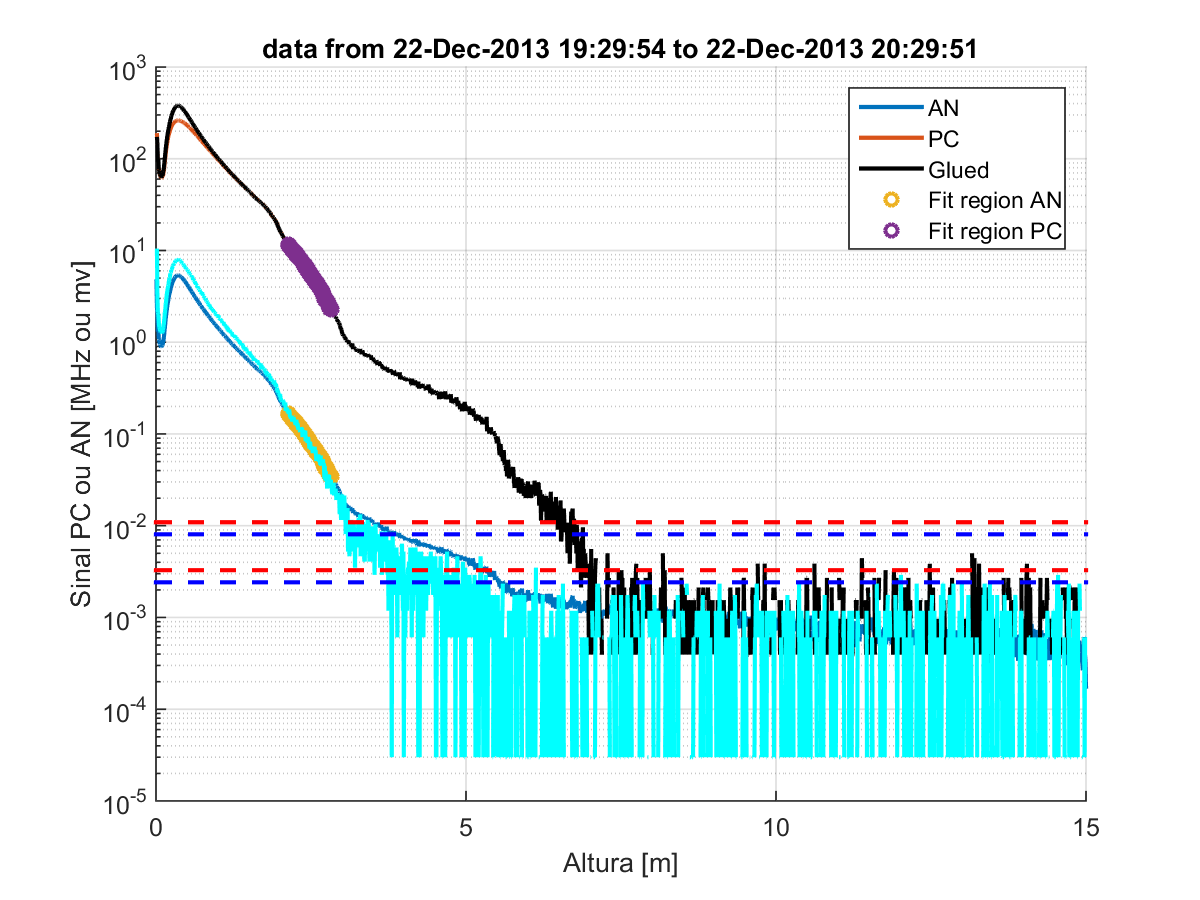 data from 22-Dec-2013 19:29:54 to 22-Dec-2013 20:29:51
Sinal PC ou AN [MHz ou mv]
10^3
10^2
10^1
10^0
10^-1
10^-2
10^-3
10^-4
10^-5
AN
PC
Glued
Fit region AN
Fit region PC
0 5 10 15
Altura [m]